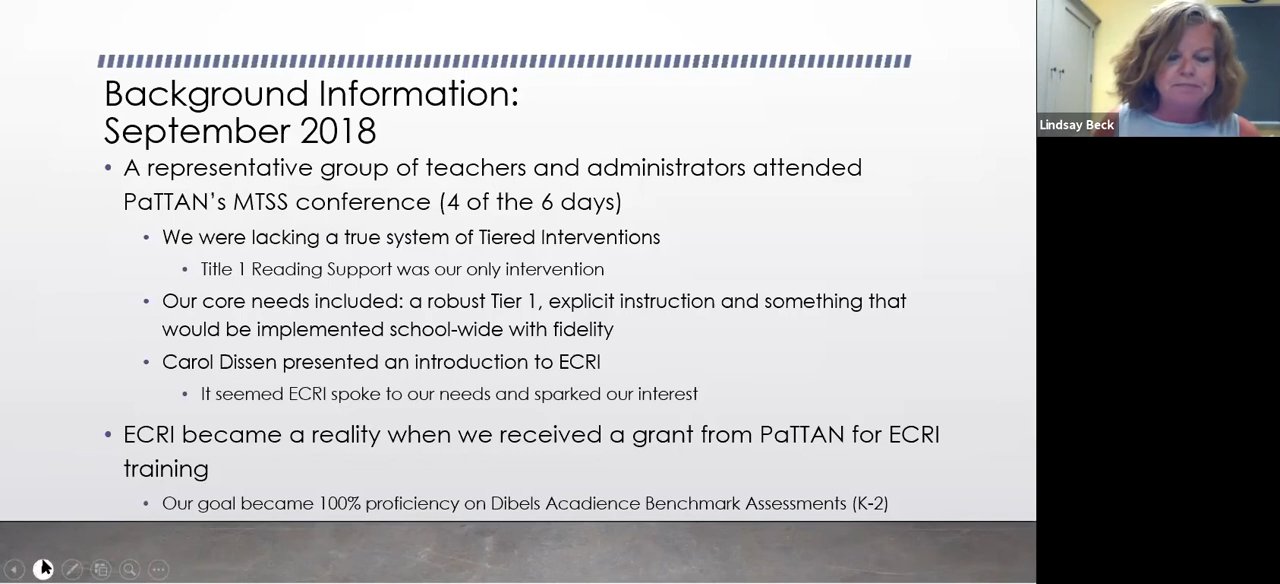 Background Information:
September 2018
• A representative group of teachers and administrators attended
PaTTAN’s MTSS conference (4 of the 6 days)
• We were lacking a true system of Tiered Interventions
• Title 1 Reading Support was our only intervention
• Our core needs included: a robust Tier 1, explicit instruction and something that
would be implemented school-wide with fidelity
• Carol Dissen presented an introduction to ECRI
• It seemed ECRI spoke to our needs and sparked our interest
• ECRI became a reality when we received a grant from PaTTAN for ECRI
training
• Our goal became 100% proficiency on Dibels Acadience Benchmark Assessments (K-2)
Lindsay Beck